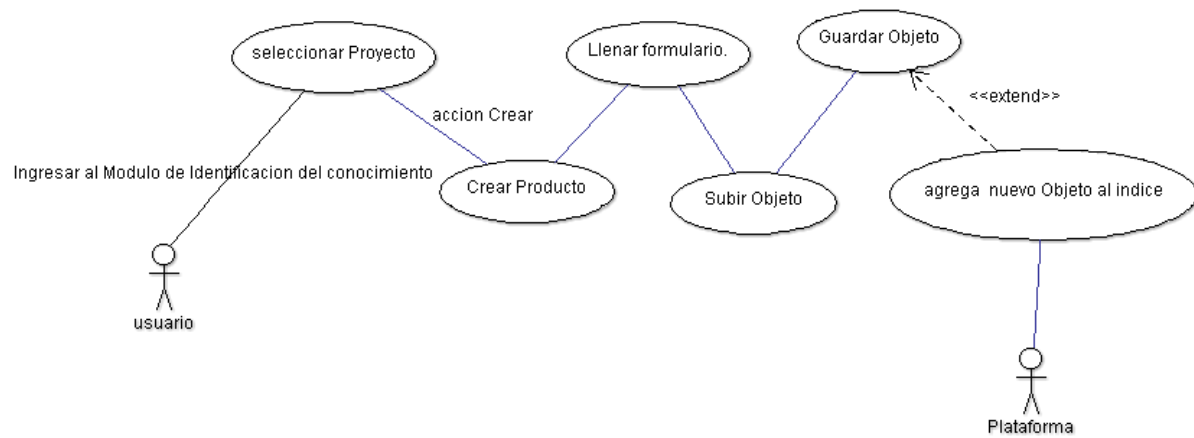 seleccionar Proyecto
Llenar formulario.
Guardar Objeto
<<extend>>
accion Crear
Ingresar al Modulo de Identificacion del conocimiento
Crear Producto
Subir Objeto
agrega nuevo Objeto al indice
usuario
Plataforma